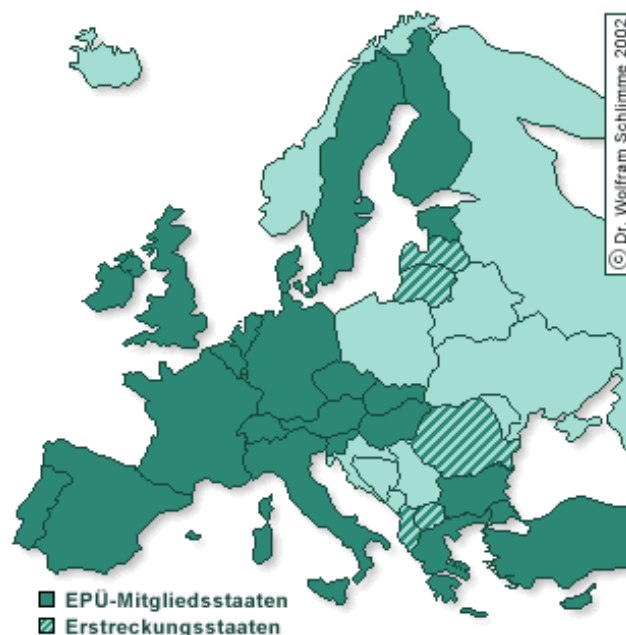 © Dr. Wolfram Schlimme 2002
EPÜ-Mitgliedsstaaten
Erstreckungsstaaten